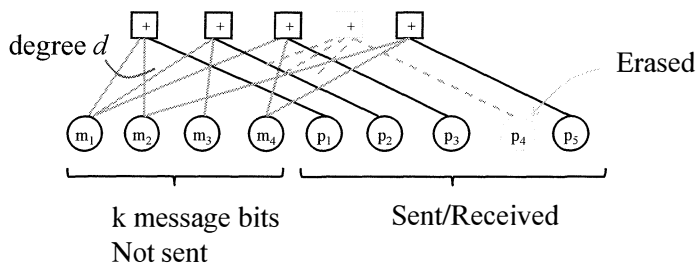 + + + + +
degree d
Erased
m1 m2 m3 m4 p1 p2 p3 p4 p5
k message bits
Not sent
Sent/Received